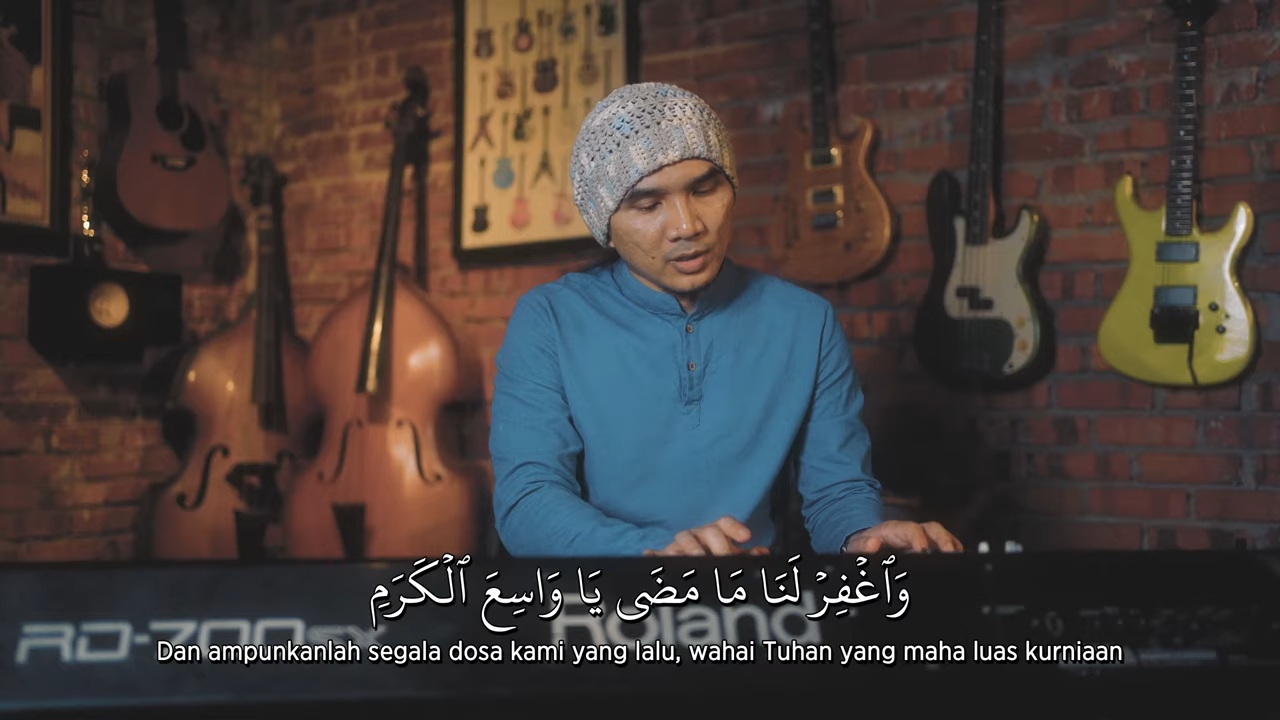 وَٱغْفِرْ لَنَا مَا مَضَى يَا وَاسِعَ ٱلْكَرَمِ
RD-700SX Roland
Dan ampunkanlah segala dosa kami yang lalu, wahai Tuhan yang maha luas kurniaan